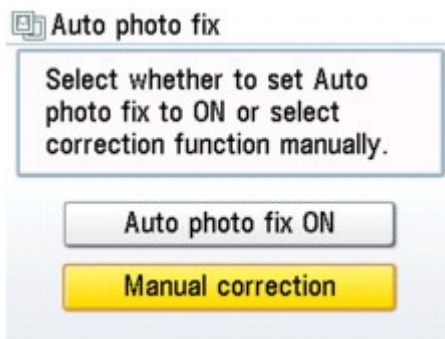 Auto photo fix
Select whether to set Auto
photo fix to ON or select
correction function manually.
Auto photo fix ON
Manual correction